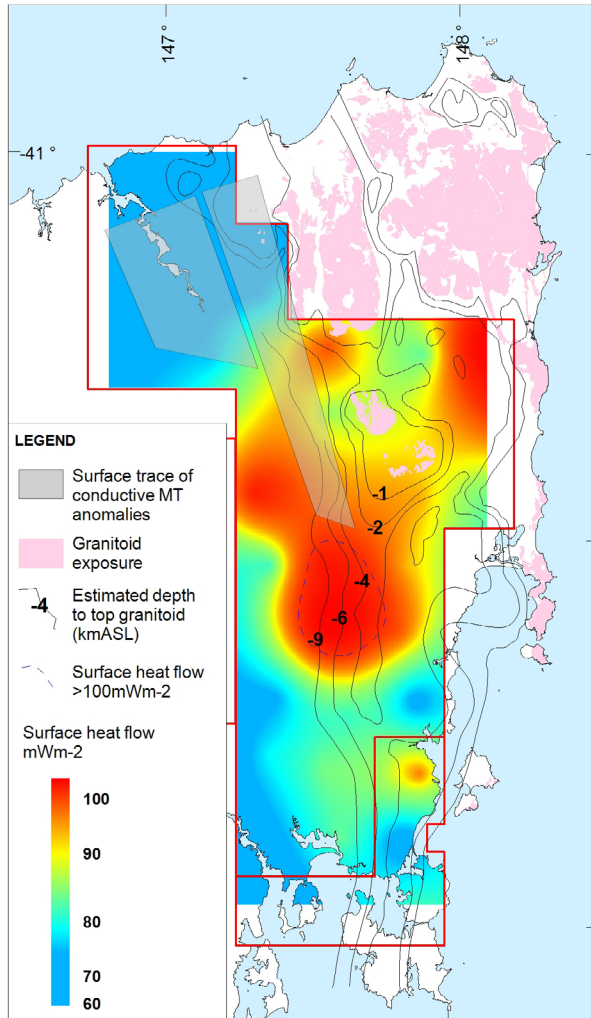 147
148
-41 °
-1
-2
-4
-6
-9
LEGEND
Surface trace of
conductive MT
anomalies
Granitoid
exposure
-4
Estimated depth
to top granitoid
(kmASL)
Surface heat flow
>100mWm-2
Surface heat flow
mWm-2
100
90
80
70
60